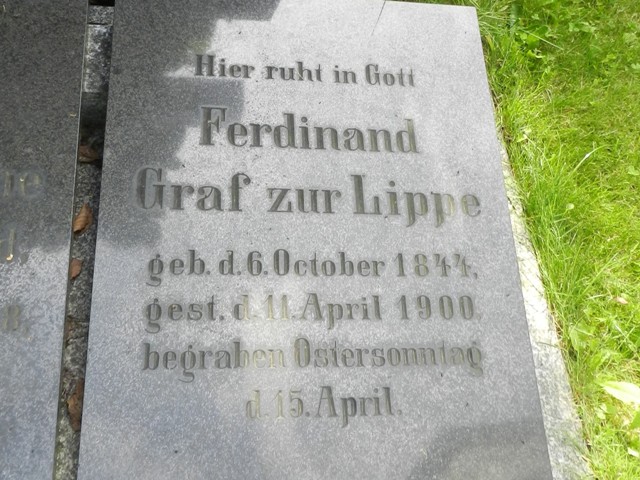 Hier ruht in Gott
Ferdinand
Graf zur Lippe
geb. d. 6. October 1844,
gest. d. 11. April 1900,
begraben Ostersonntag
d. 15. April.